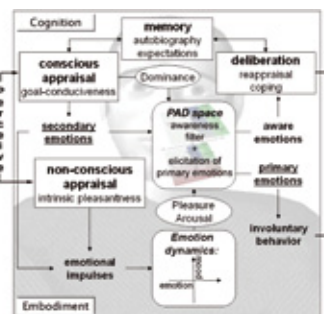 Cognition
memory
autobiography
expectations
conscious
appraisal
goal-conduciveness
Dominance
deliberation
reappraisal
coping
secondary
emotions
PAD space
awareness
filter
elicitation of
primary emotions
aware
emotions
primary
emotions
non-conscious
appraisal
intrinsic pleasantness
Pleasure
Arousal
involuntary
behavior
Emotion
dynamics:
mood
emotion
emotional
impulses
Embodiment